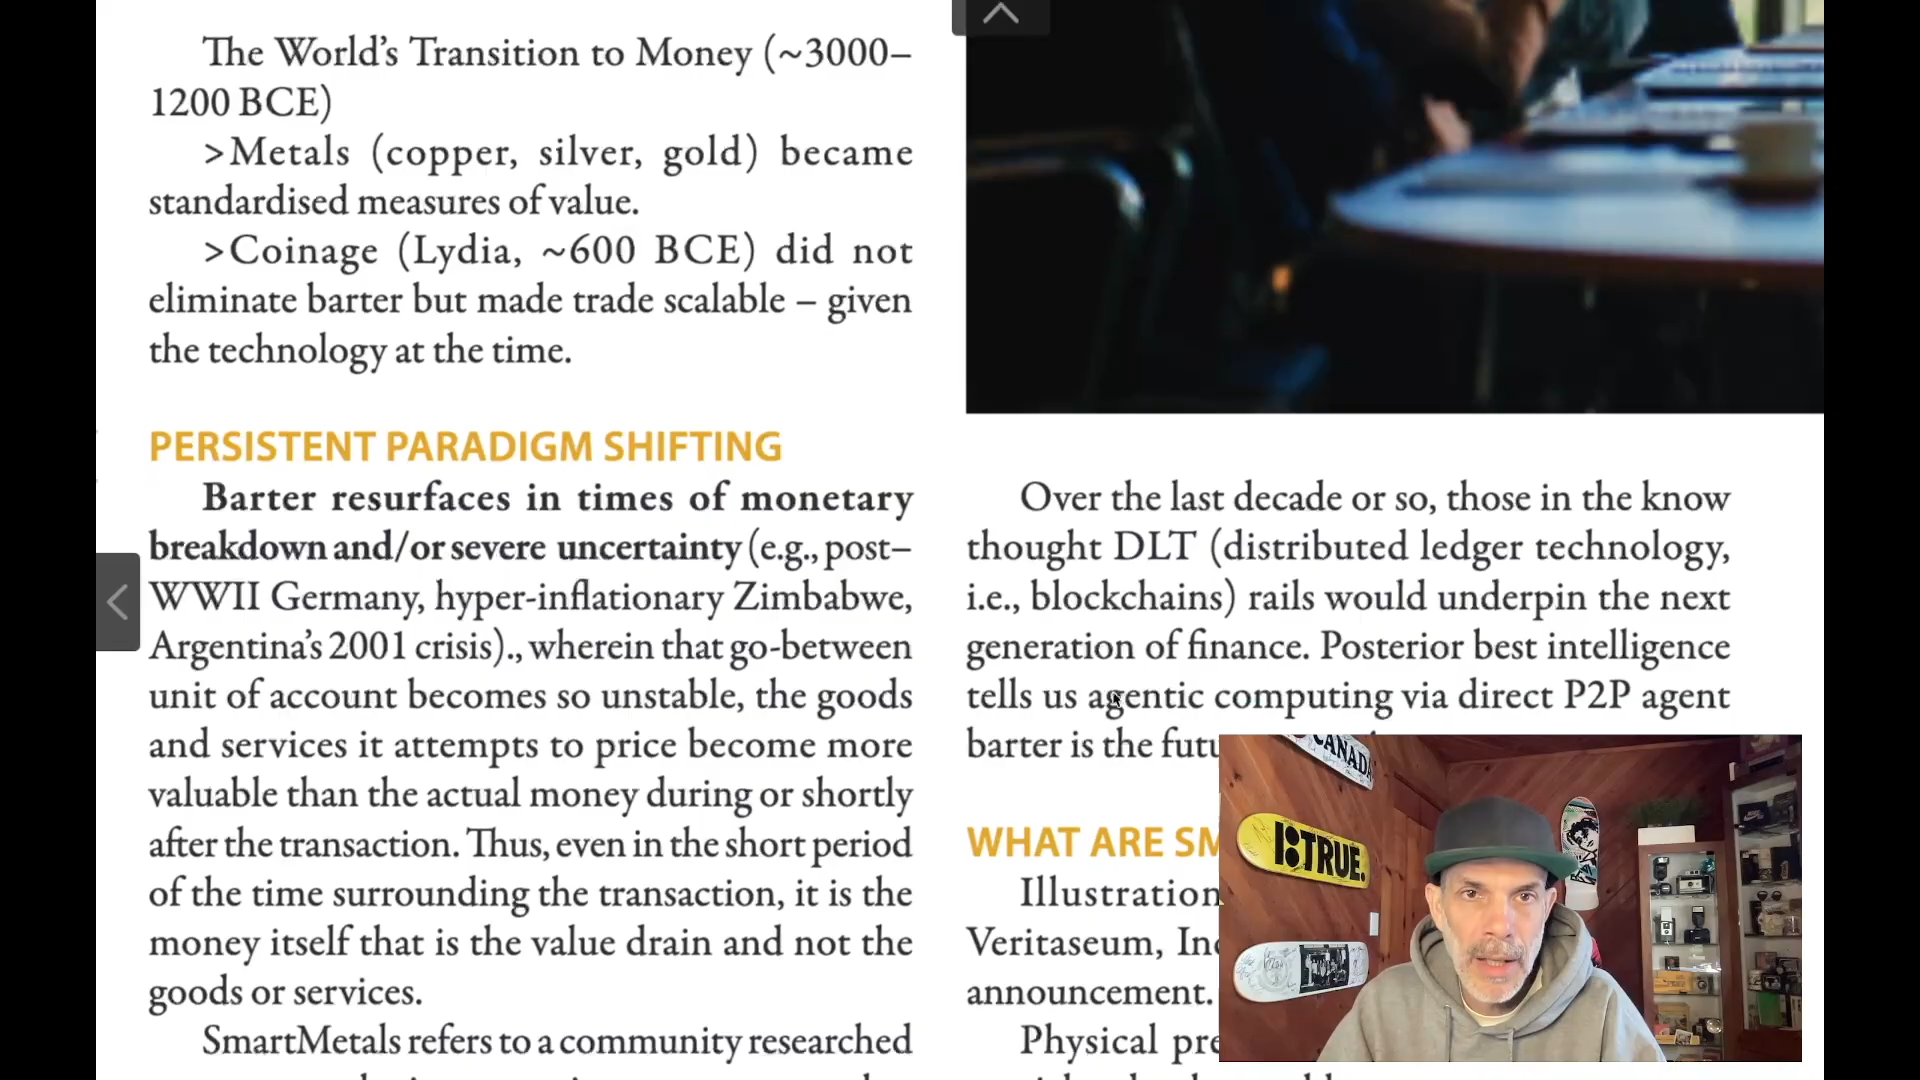 The World's Transition to Money (~3000–
1200 BCE)
>Metals (copper, silver, gold) became
standardised measures of value.
>Coinage (Lydia, ~600 BCE) did not
eliminate barter but made trade scalable – given
the technology at the time.
PERSISTENT PARADIGM SHIFTING
Barter resurfaces in times of monetary
breakdown and/or severe uncertainty (e.g., post–
WWII Germany, hyper-inflationary Zimbabwe,
Argentina's 2001 crisis)., wherein that go-between
unit of account becomes so unstable, the goods
and services it attempts to price become more
valuable than the actual money during or shortly
after the transaction. Thus, even in the short period
of the time surrounding the transaction, it is the
money itself that is the value drain and not the
goods or services.
SmartMetals refers to a community researched
Over the last decade or so, those in the know
thought DLT (distributed ledger technology,
i.e., blockchains) rails would underpin the next
generation of finance. Posterior best intelligence
tells us agentic computing via direct P2P agent
barter is the
WHAT ARE
Illustration
Veritaseum,
announcement.
Physical
CANADA
TRUE.